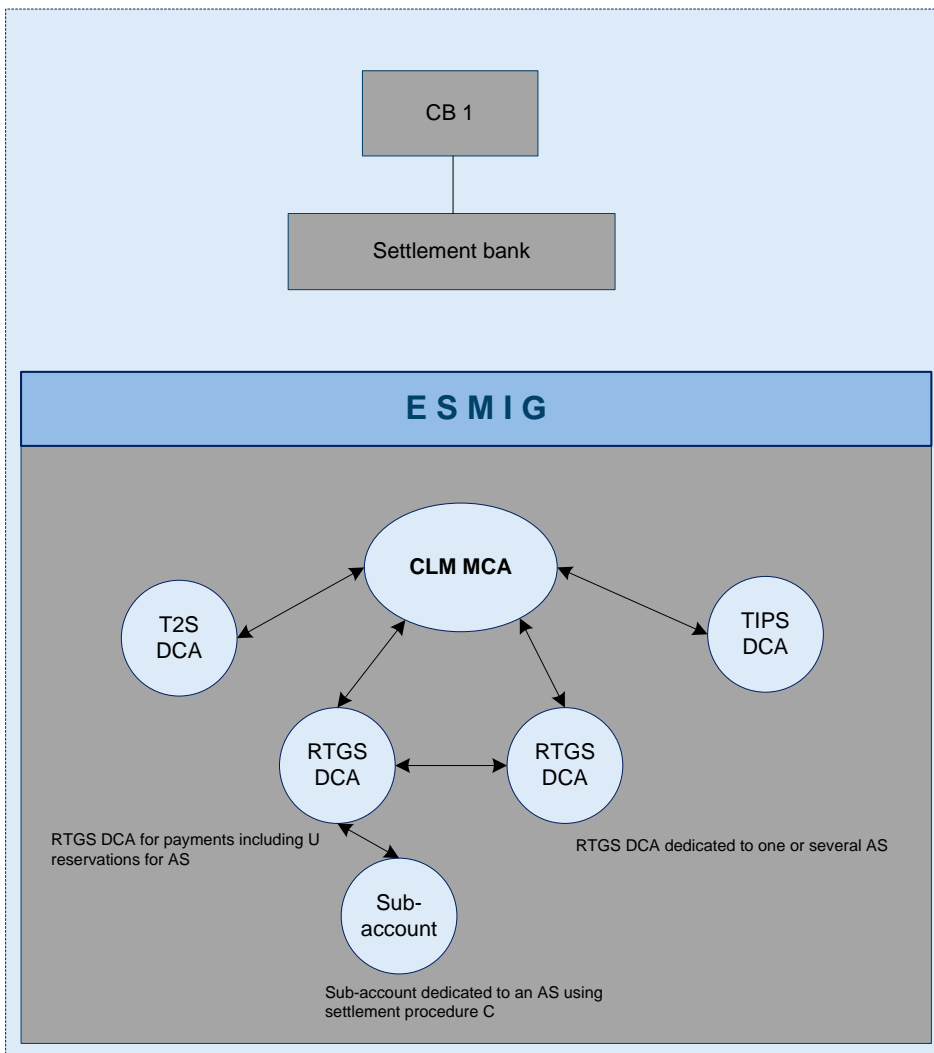 CB 1
Settlement bank
E S M I G
CLM MCA
T2S
DCA
TIPS
DCA
RTGS
DCA
RTGS
DCA
RTGS DCA for payments including U
reservations for AS
RTGS DCA dedicated to one or several AS
Sub-
account
Sub-account dedicated to an AS using
settlement procedure C